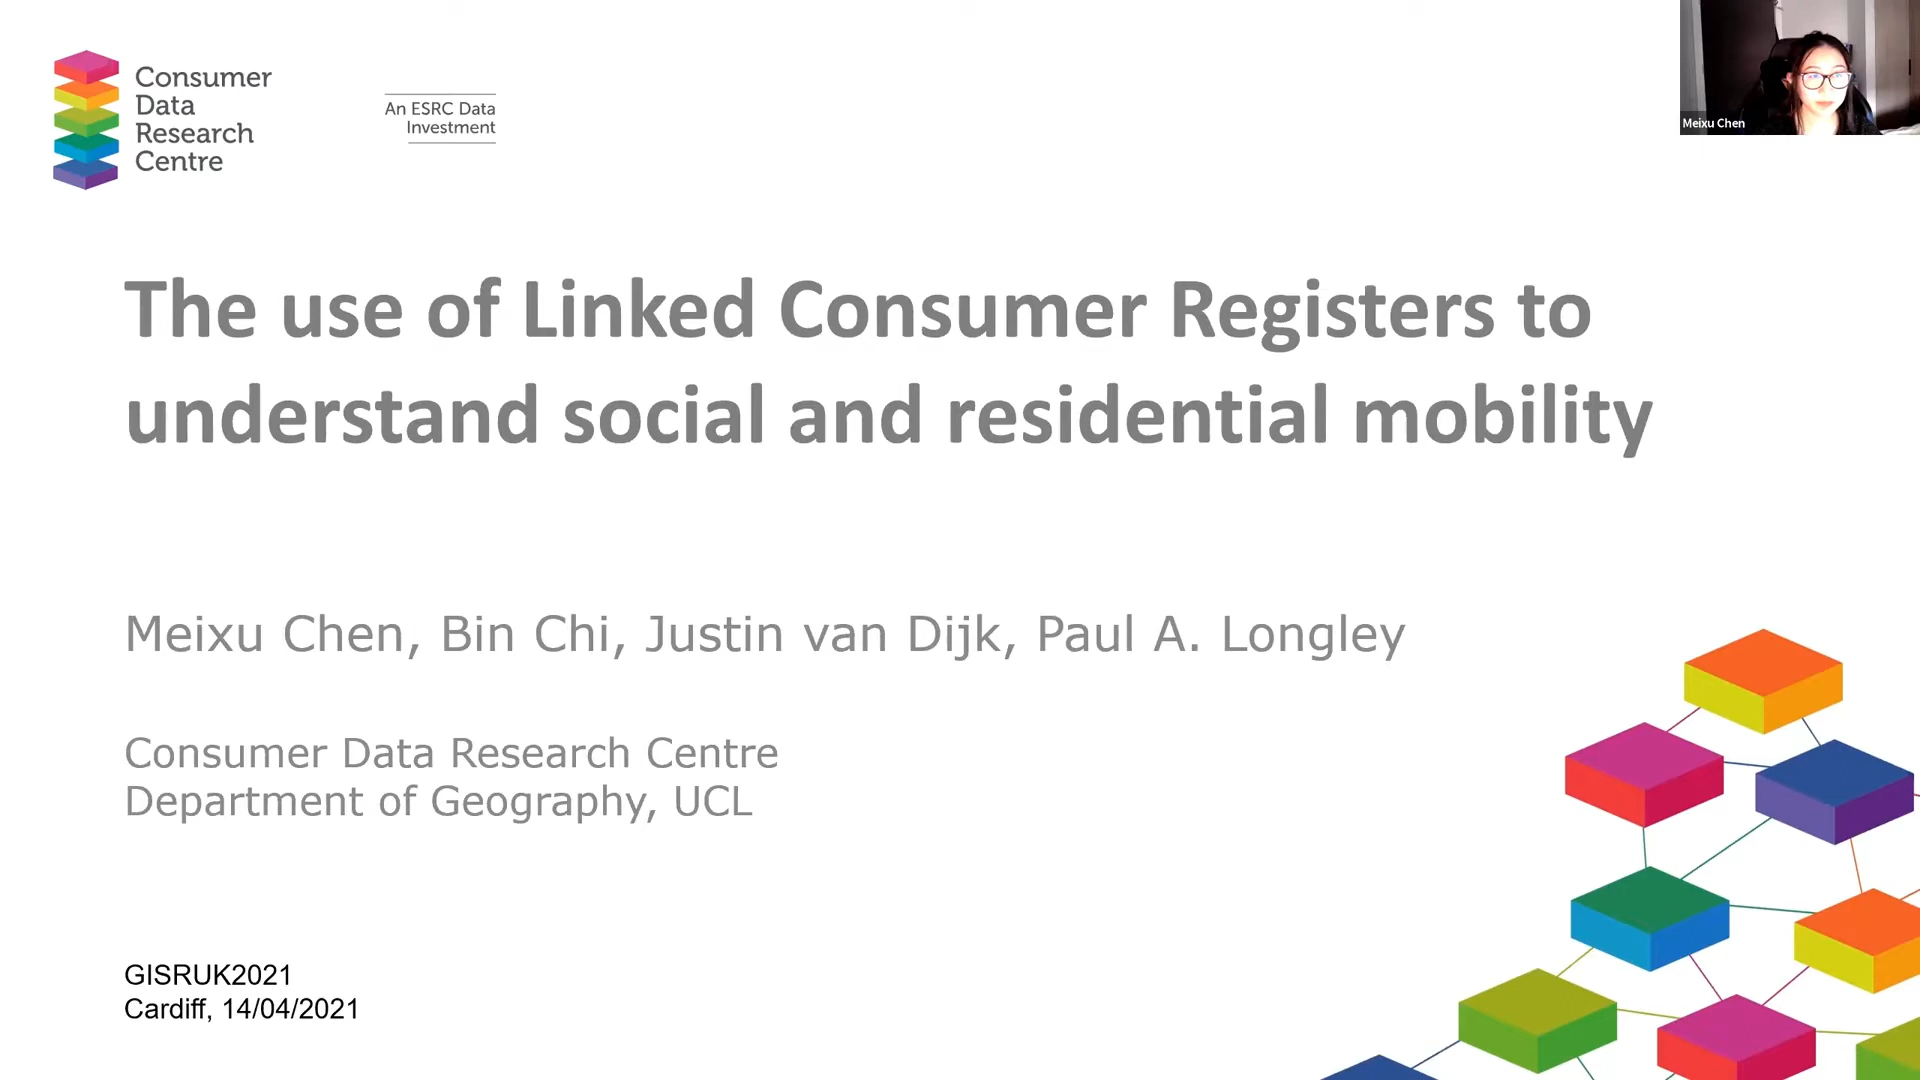 Consumer
Data
Research
Centre
An ESRC Data
Investment
Meixu Chen
The use of Linked Consumer Registers to
understand social and residential mobility
Meixu Chen, Bin Chi, Justin van Dijk, Paul A. Longley
Consumer Data Research Centre
Department of Geography, UCL
GISRUK2021
Cardiff, 14/04/2021